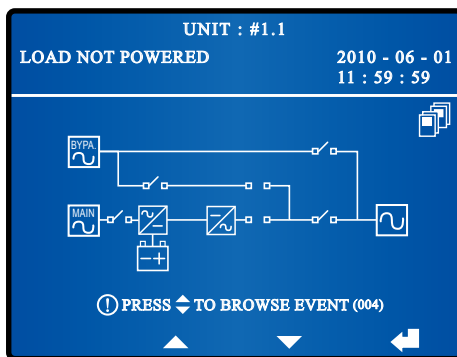 UNIT : #1.1
LOAD NOT POWERED
2010 - 06 - 01
11 : 59 : 59
BYPA.
MAIN
PRESS TO BROWSE EVENT (004)